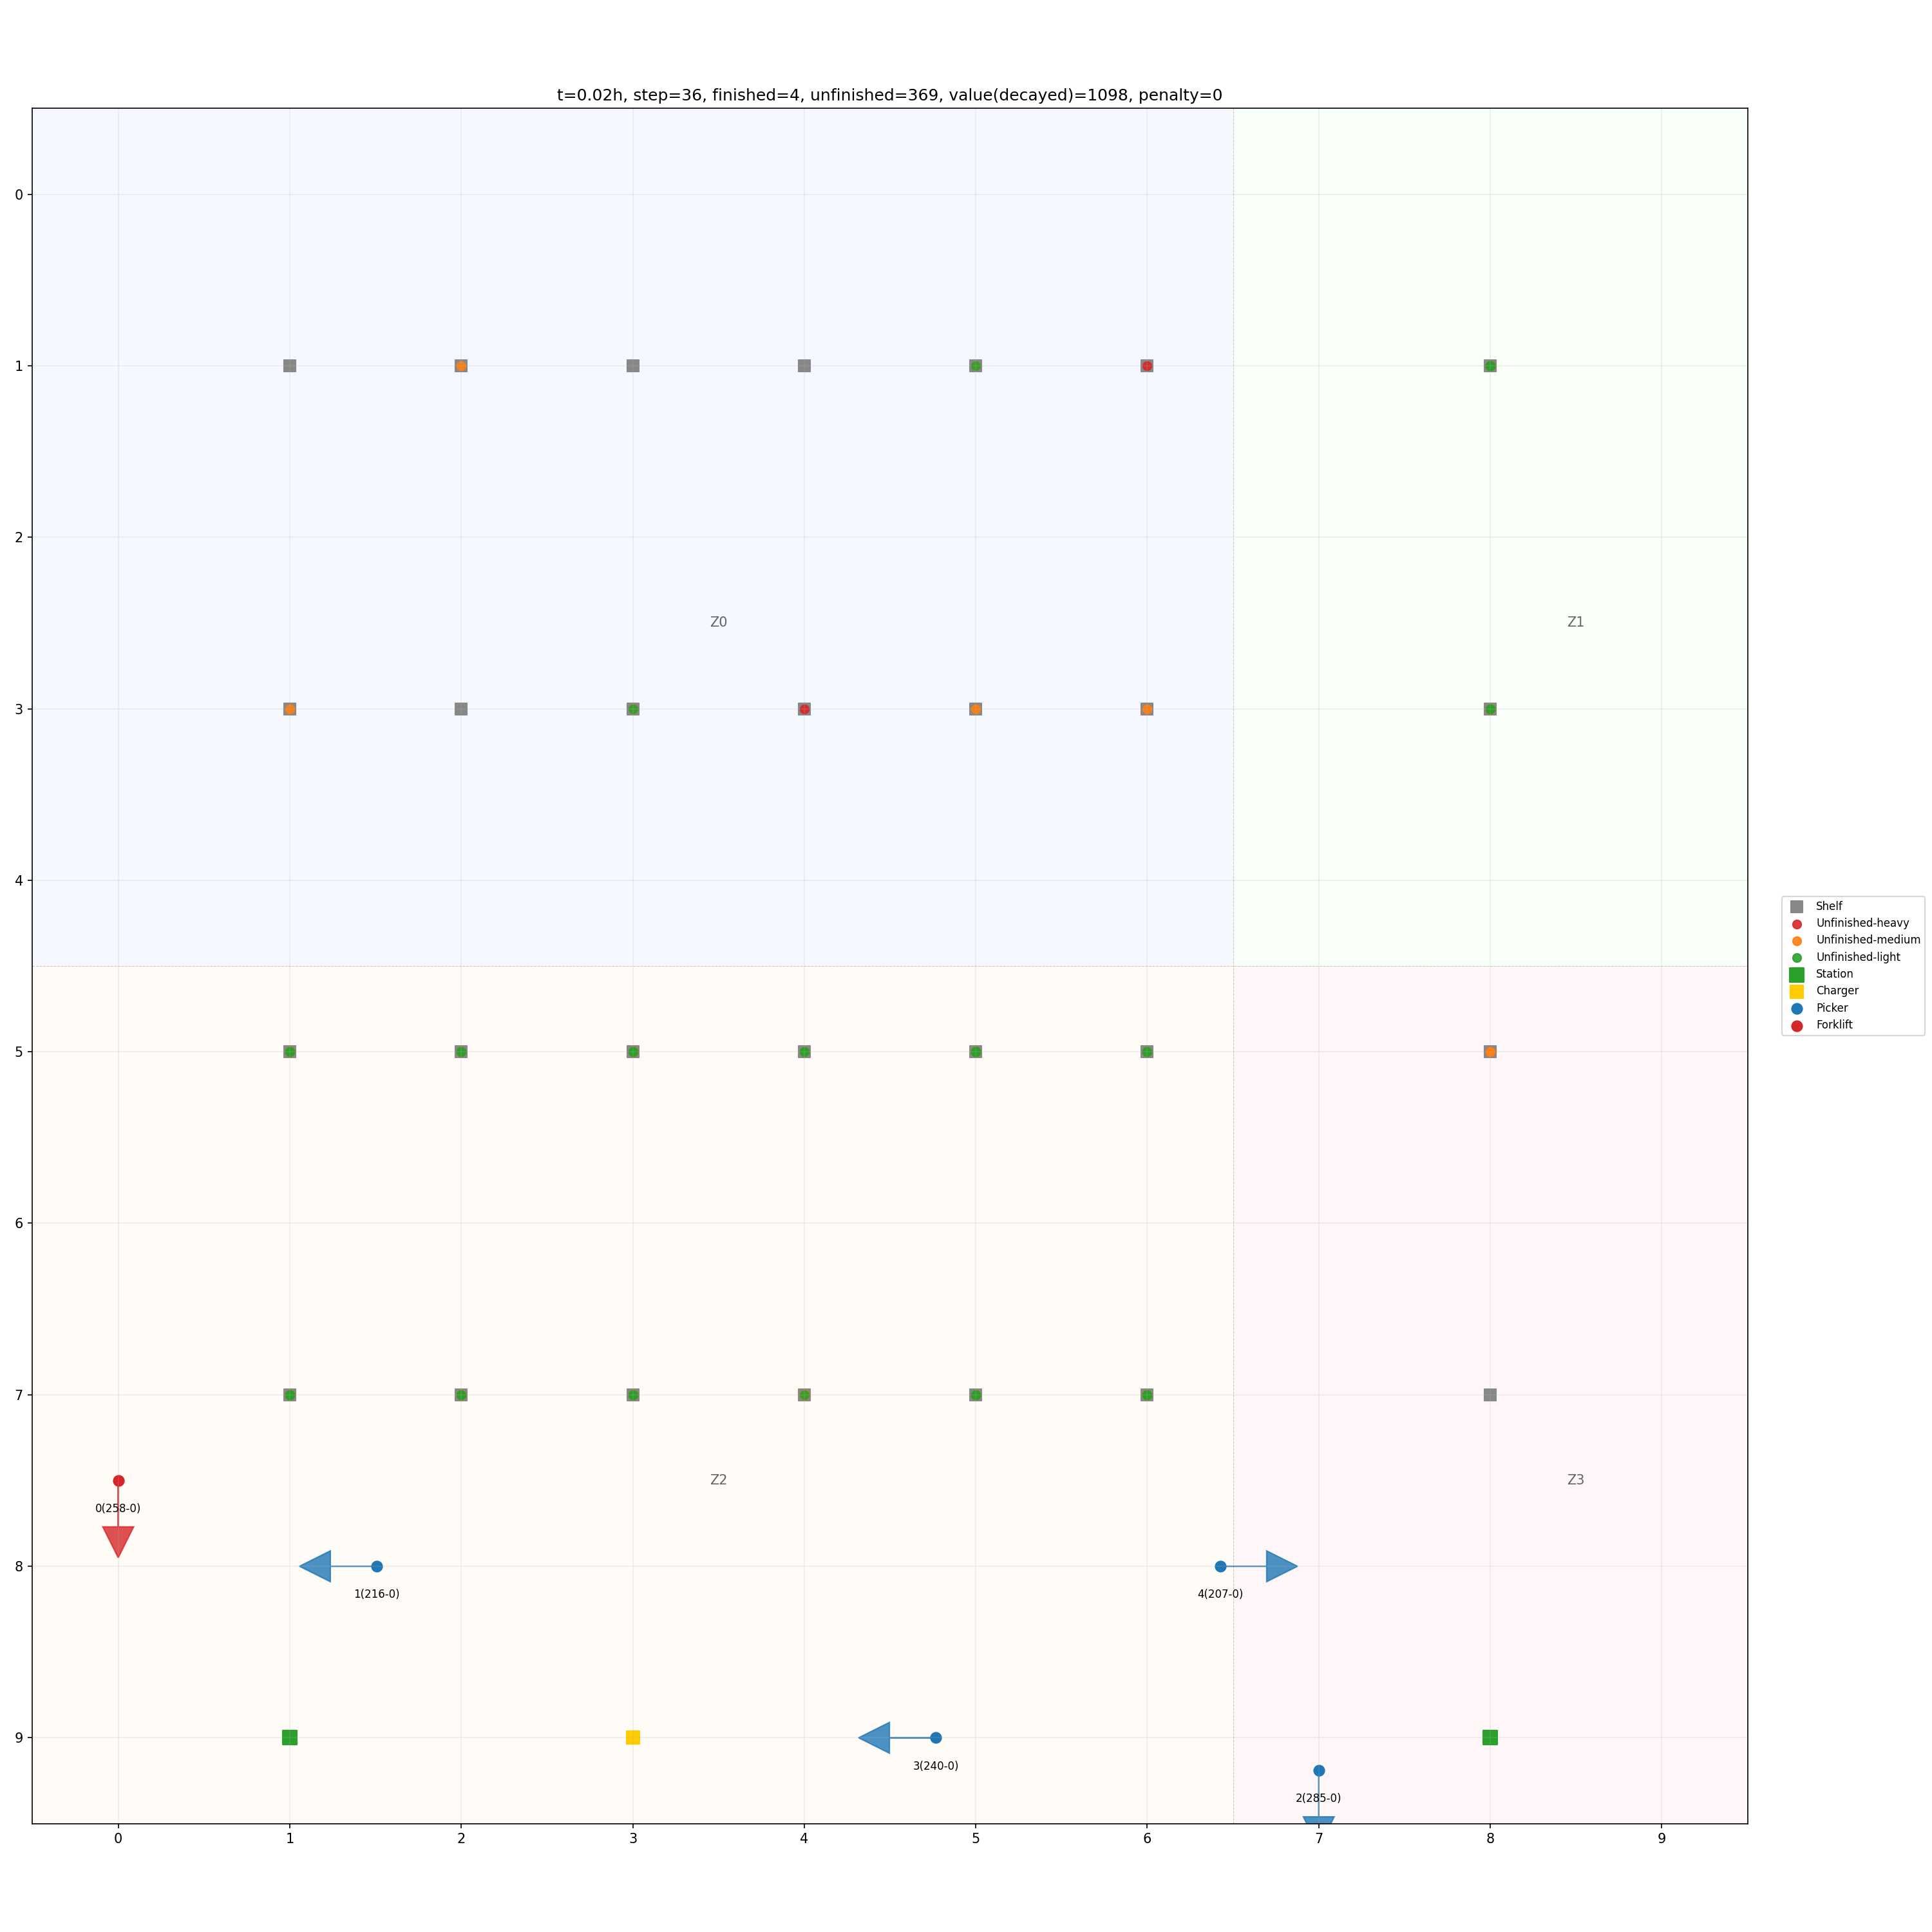 t=0.02h, step=36, finished=4, unfinished=369, value(decayed)=1098, penalty=0
0
1
2
Z0
Z1
3
4
Shelf
Unfinished-heavy
Unfinished-medium
Unfinished-light
Station
Charger
Picker
Forklift
5
6
7
Z2
Z3
0(258-0)
8
1(216-0)
4(207-0)
9
3(240-0)
2(285-0)
0 1 2 3 4 5 6 7 8 9